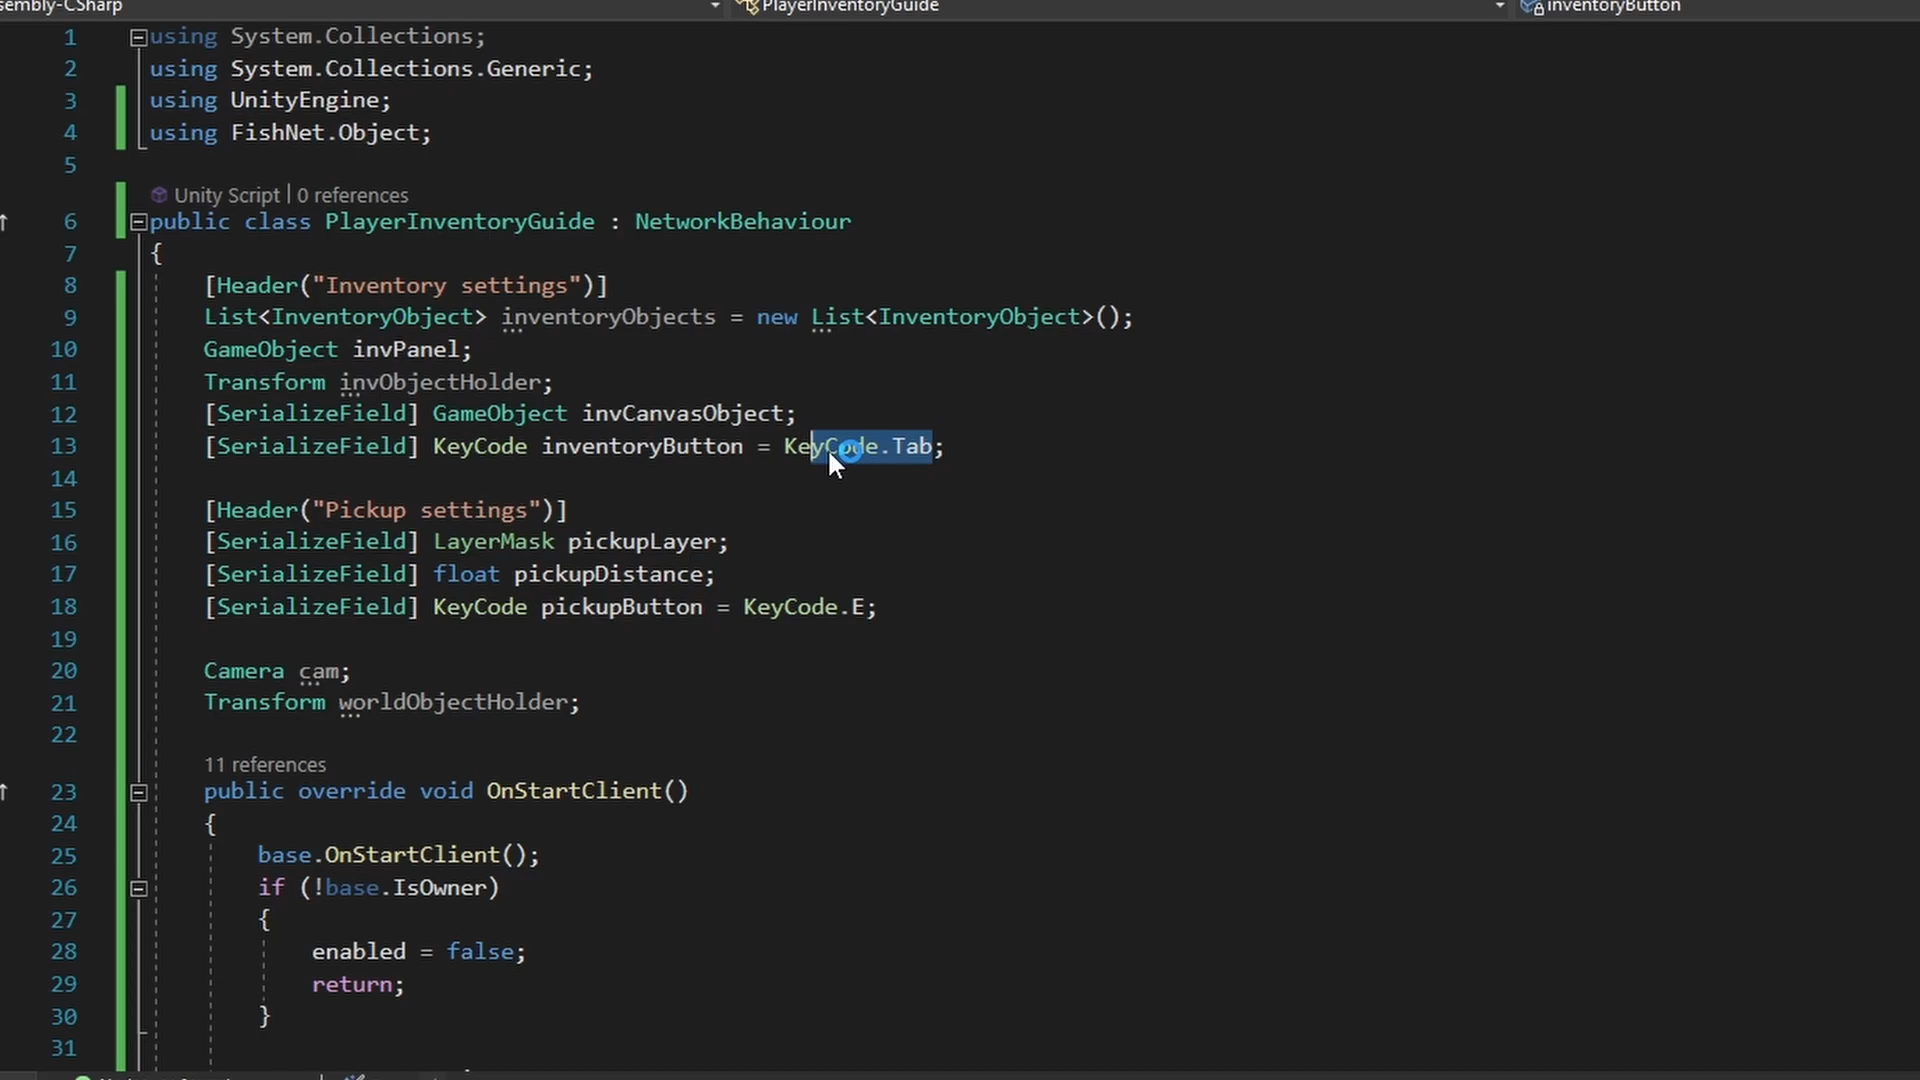 sembly-CSharp PlayerInventoryGuide inventoryButton
1 using System.Collections;
2 using System.Collections.Generic;
3 using UnityEngine;
4 using FishNet.Object;
5
Unity Script | 0 references
6 public class PlayerInventoryGuide : NetworkBehaviour
7 {
8 [Header("Inventory settings")]
9 List<InventoryObject> inventoryObjects = new List<InventoryObject>();
10 GameObject invPanel;
11 Transform invObjectHolder;
12 [SerializeField] GameObject invCanvasObject;
13 [SerializeField] KeyCode inventoryButton = KeyCode.Tab;
14
15 [Header("Pickup settings")]
16 [SerializeField] LayerMask pickupLayer;
17 [SerializeField] float pickupDistance;
18 [SerializeField] KeyCode pickupButton = KeyCode.E;
19
20 Camera cam;
21 Transform worldObjectHolder;
22
11 references
23 public override void OnStartClient()
24 {
25 base.OnStartClient();
26 if (!base.IsOwner)
27 {
28 enabled = false;
29 return;
30 }
31